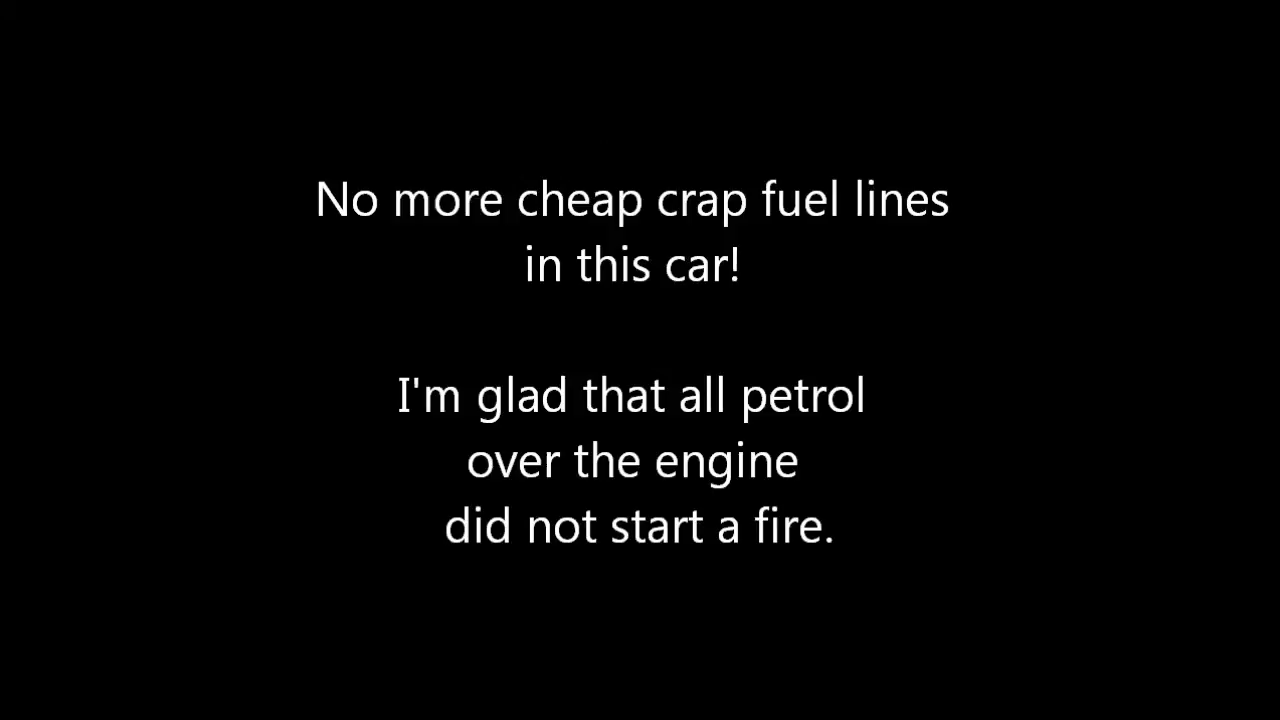 No more cheap crap fuel lines
in this car!
I'm glad that all petrol
over the engine
did not start a fire.